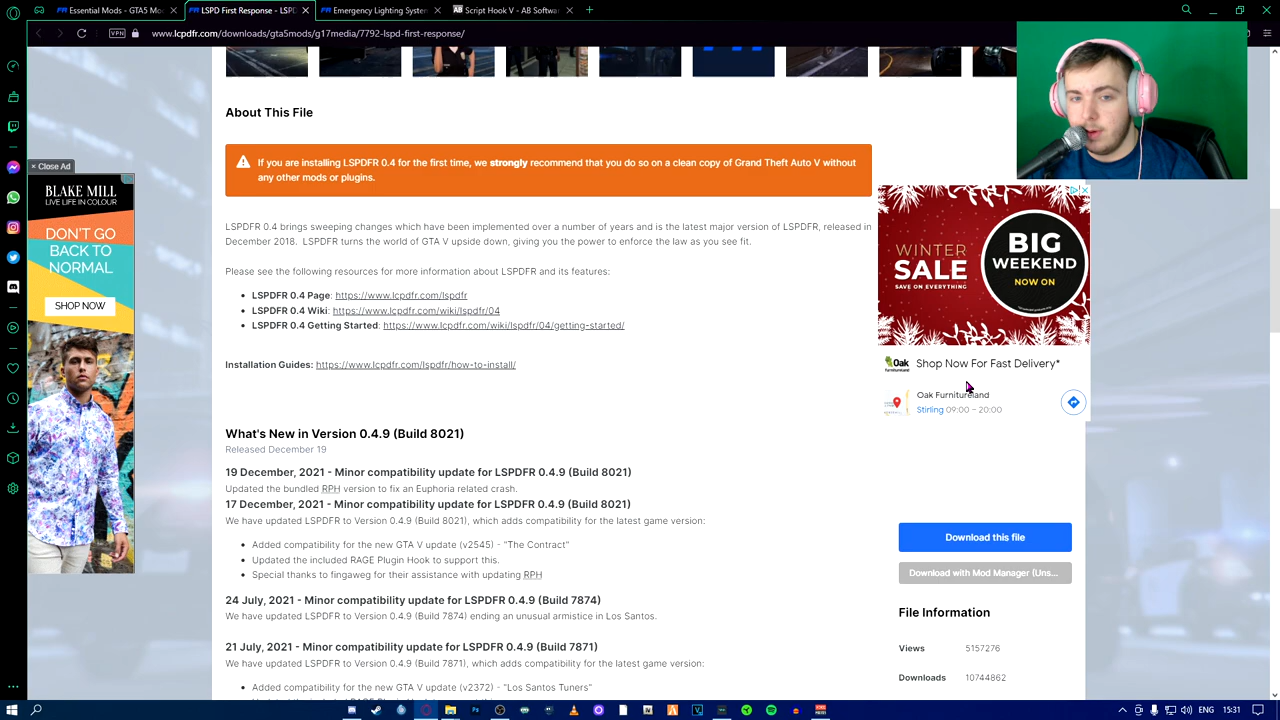 Essential Mods - GTA5 Mod
LSPD First Response - LSPD
Emergency Lighting System
Script Hook V - AB Softwar
VPN
www.lcpdfr.com/downloads/gta5mods/g17media/7792-lspd-first-response/
About This File
If you are installing LSPDFR 0.4 for the first time, we strongly recommend that you do so on a clean copy of Grand Theft Auto V without
any other mods or plugins.
× Close Ad
BLAKE MILL
LIVE LIFE IN COLOUR
DON'T GO
BACK TO
NORMAL
SHOP NOW
LSPDFR 0.4 brings sweeping changes which have been implemented over a number of years and is the latest major version of LSPDFR, released in
December 2018. LSPDFR turns the world of GTA V upside down, giving you the power to enforce the law as you see fit.
Please see the following resources for more information about LSPDFR and its features:
LSPDFR 0.4 Page: https://www.lcpdfr.com/lspdfr
LSPDFR 0.4 Wiki: https://www.lcpdfr.com/wiki/lspdfr/04
LSPDFR 0.4 Getting Started: https://www.lcpdfr.com/wiki/lspdfr/04/getting-started/
Installation Guides: https://www.lcpdfr.com/lspdfr/how-to-install/
WINTER
SALE
SAVE ON EVERYTHING
BIG
WEEKEND
NOW ON
Oak
Furnitureland
Shop Now For Fast Delivery*
Oak Furnitureland
Stirling 09:00 – 20:00
What's New in Version 0.4.9 (Build 8021)
Released December 19
19 December, 2021 - Minor compatibility update for LSPDFR 0.4.9 (Build 8021)
Updated the bundled RPH version to fix an Euphoria related crash.
17 December, 2021 - Minor compatibility update for LSPDFR 0.4.9 (Build 8021)
We have updated LSPDFR to Version 0.4.9 (Build 8021), which adds compatibility for the latest game version:
Added compatibility for the new GTA V update (v2545) - "The Contract"
Updated the included RAGE Plugin Hook to support this.
Special thanks to fingaweg for their assistance with updating RPH
24 July, 2021 - Minor compatibility update for LSPDFR 0.4.9 (Build 7874)
We have updated LSPDFR to Version 0.4.9 (Build 7874) ending an unusual armistice in Los Santos.
21 July, 2021 - Minor compatibility update for LSPDFR 0.4.9 (Build 7871)
We have updated LSPDFR to Version 0.4.9 (Build 7871), which adds compatibility for the latest game version:
Added compatibility for the new GTA V update (v2372) - "Los Santos Tuners"
Download this file
Download with Mod Manager (Uns...
File Information
Views 5157276
Downloads 10744862
15:31